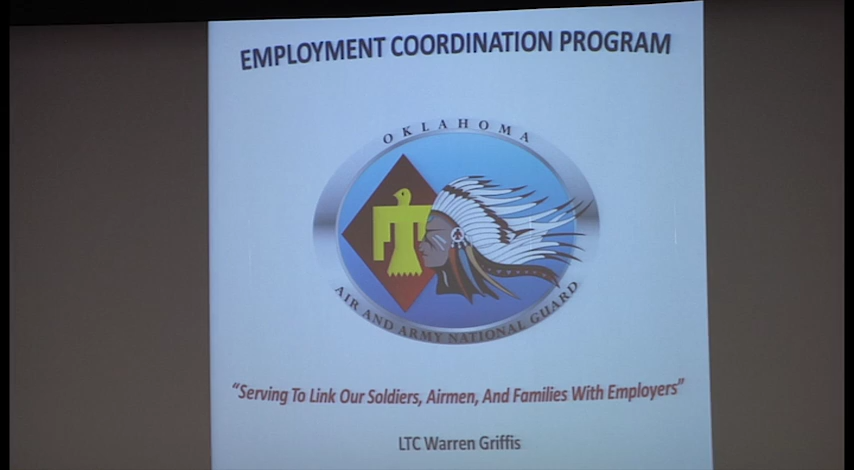 EMPLOYMENT COORDINATION PROGRAM
OKLAHOMA
AIR AND ARMY NATIONAL GUARD
“Serving To Link Our Soldiers, Airmen, And Families With Employers”
LTC Warren Griffis